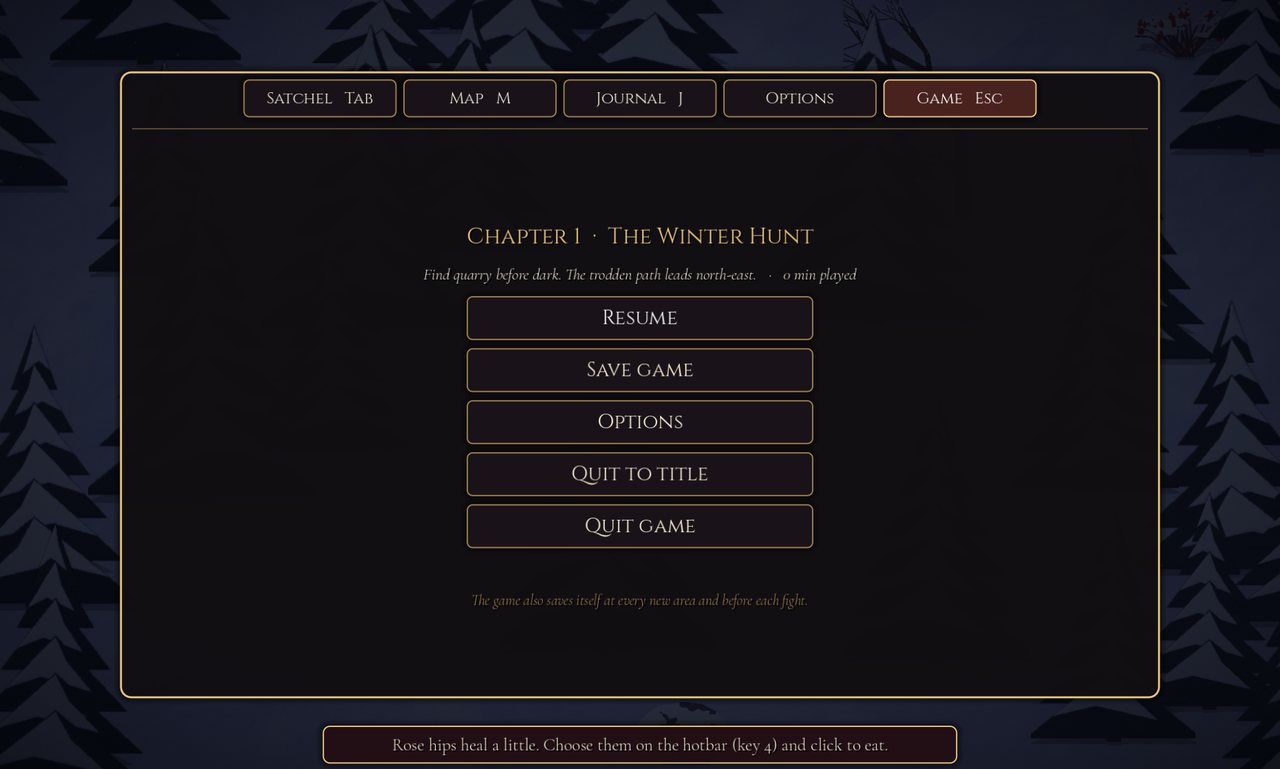 Satchel Tab
Map M
Journal J
Options
Game Esc
Chapter 1 · The Winter Hunt
Find quarry before dark. The trodden path leads north-east. · 0 min played
Resume
Save game
Options
Quit to title
Quit game
The game also saves itself at every new area and before each fight.
Rose hips heal a little. Choose them on the hotbar (key 4) and click to eat.